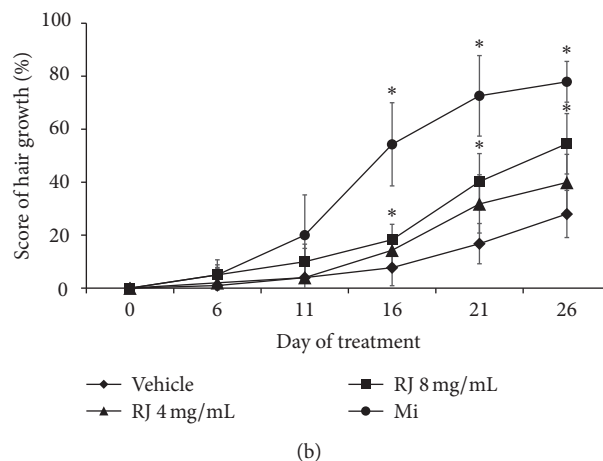 100
80
60
40
20
0
Score of hair growth (%)
* * *
*
* *
0 6 11 16 21 26
Day of treatment
Vehicle RJ 8 mg/mL
RJ 4 mg/mL Mi
(b)